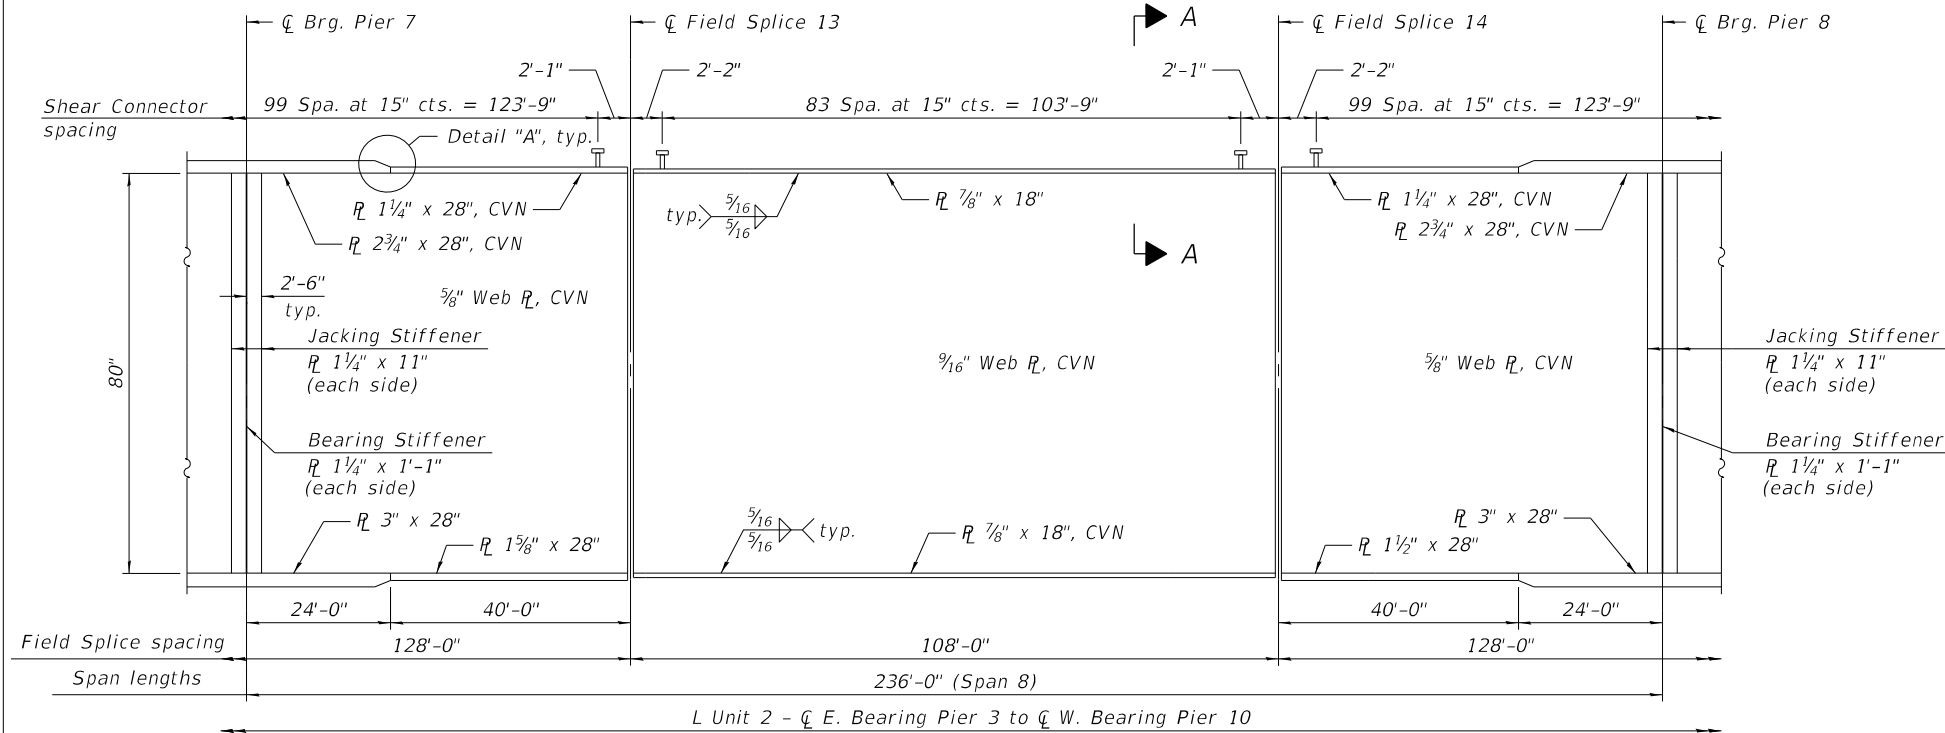 ℄ Brg. Pier 7
℄ Field Splice 13
A
℄ Field Splice 14
℄ Brg. Pier 8
2'-1"
2'-2"
2'-1"
2'-2"
Shear Connector
spacing
99 Spa. at 15" cts. = 123'-9"
83 Spa. at 15" cts. = 103'-9"
99 Spa. at 15" cts. = 123'-9"
Detail "A", typ.
PL 1¼" x 28", CVN
PL 2¾" x 28", CVN
typ.
5/16
5/16
PL ⅞" x 18"
PL 1¼" x 28", CVN
PL 2¾" x 28", CVN
A
2'-6"
typ.
⅝" Web PL, CVN
Jacking Stiffener
PL 1¼" x 11"
(each side)
80"
9/16" Web PL, CVN
⅝" Web PL, CVN
Jacking Stiffener
PL 1¼" x 11"
(each side)
Bearing Stiffener
PL 1¼" x 1'-1"
(each side)
Bearing Stiffener
PL 1¼" x 1'-1"
(each side)
PL 3" x 28"
PL 1⅝" x 28"
5/16
5/16
typ.
PL ⅞" x 18", CVN
PL 3" x 28"
PL 1½" x 28"
24'-0"
40'-0"
40'-0"
24'-0"
Field Splice spacing
128'-0"
108'-0"
128'-0"
Span lengths
236'-0" (Span 8)
L Unit 2 - ℄ E. Bearing Pier 3 to ℄ W. Bearing Pier 10